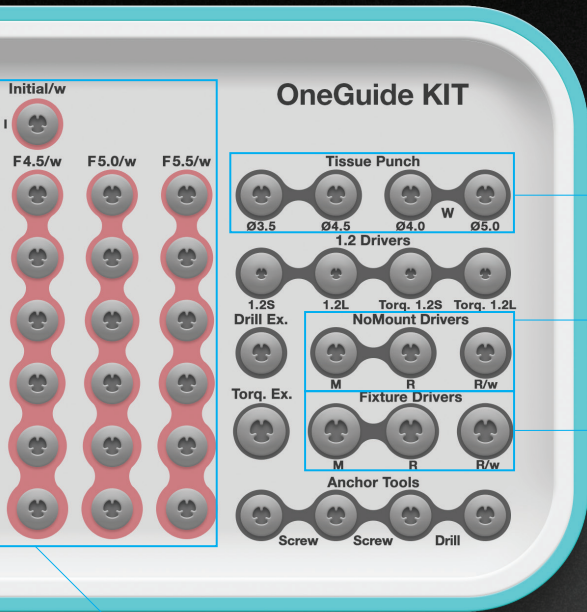 Initial/w
I
F4.5/w F5.0/w F5.5/w
OneGuide KIT
Tissue Punch
Ø3.5 Ø4.5 Ø4.0 W Ø5.0
1.2 Drivers
1.2S 1.2L Torq. 1.2S Torq. 1.2L
Drill Ex.
NoMount Drivers
M R R/w
Torq. Ex.
Fixture Drivers
M R R/w
Anchor Tools
Screw Screw Drill